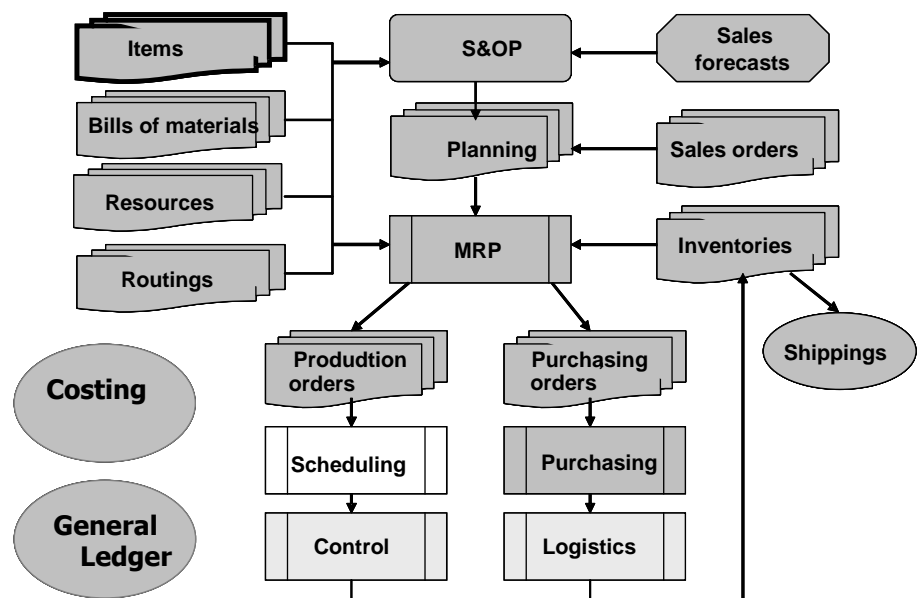 Items
S&OP
Sales
forecasts
Bills of materials
Planning
Sales orders
Resources
MRP
Inventories
Routings
Produdtion
orders
Purchasing
orders
Shippings
Costing
Scheduling
Purchasing
General
Ledger
Control
Logistics